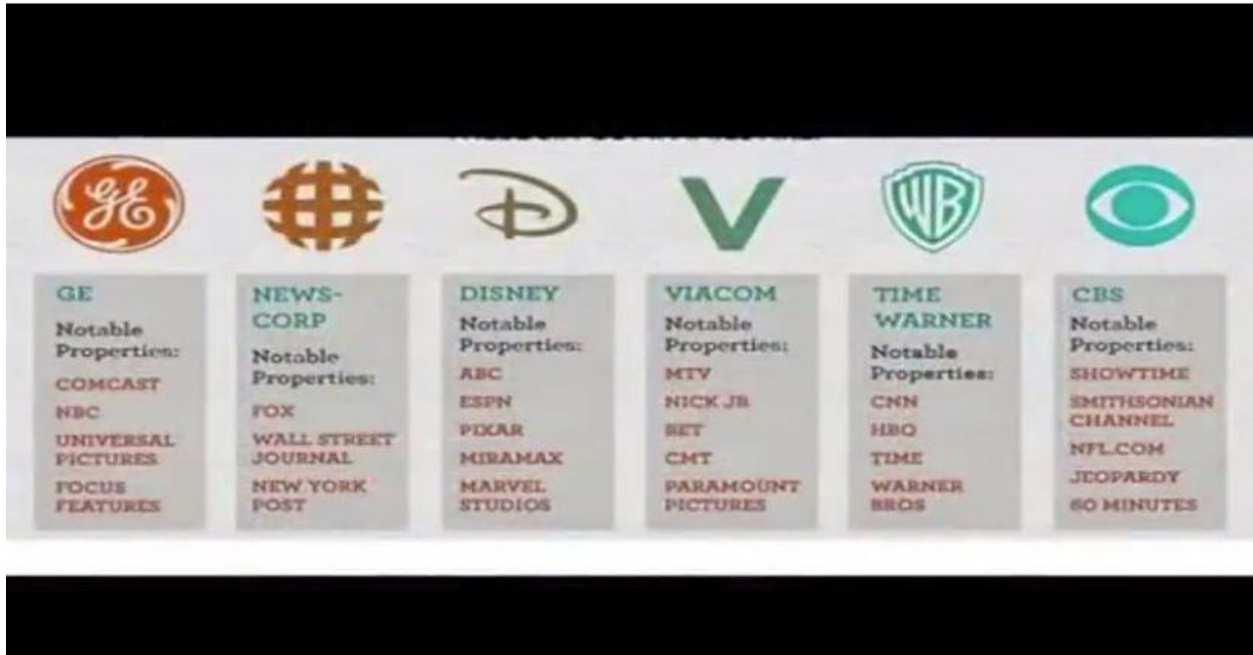 GE
Notable
Properties:
COMCAST
NBC
UNIVERSAL
PICTURES
FOCUS
FEATURES
NEWS-
CORP
Notable
Properties:
FOX
WALL STREET
JOURNAL
NEW YORK
POST
DISNEY
Notable
Properties:
ABC
ESPN
PIXAR
MIRAMAX
MARVEL
STUDIOS
VIACOM
Notable
Properties:
MTV
NICK JR
BET
CMT
PARAMOUNT
PICTURES
WB
TIME
WARNER
Notable
Properties:
CNN
HBO
TIME
WARNER
BROS
CBS
Notable
Properties:
SHOWTIME
SMITHSONIAN
CHANNEL
NFL.COM
JEOPARDY
60 MINUTES